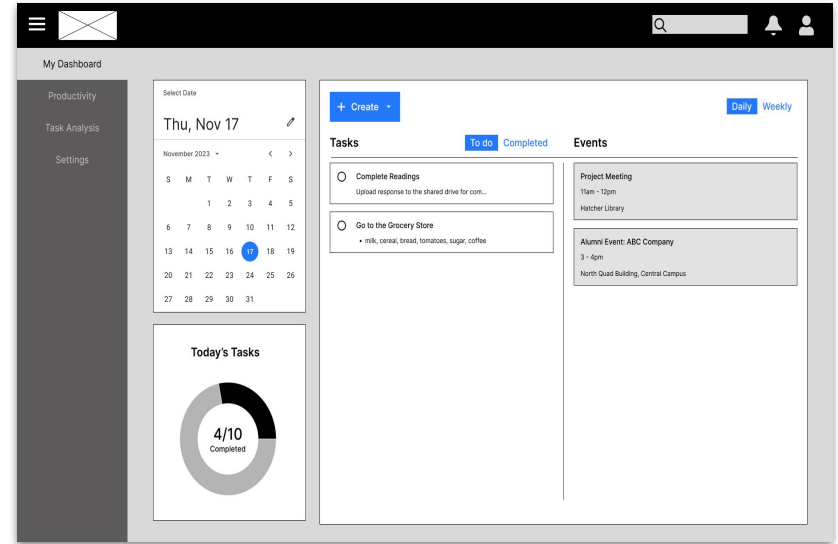 My Dashboard
Productivity
Task Analysis
Settings
Select Date
Thu, Nov 17
November 2023
S M T W T F S
1 2 3 4 5
6 7 8 9 10 11 12
13 14 15 16 17 18 19
20 21 22 23 24 25 26
27 28 29 30 31
Today's Tasks
4/10
Completed
+ Create
Daily Weekly
Tasks
To do Completed
Complete Readings
Upload response to the shared drive for com...
Go to the Grocery Store
• milk, cereal, bread, tomatoes, sugar, coffee
Events
Project Meeting
11am - 12pm
Hatcher Library
Alumni Event: ABC Company
3 - 4pm
North Quad Building, Central Campus